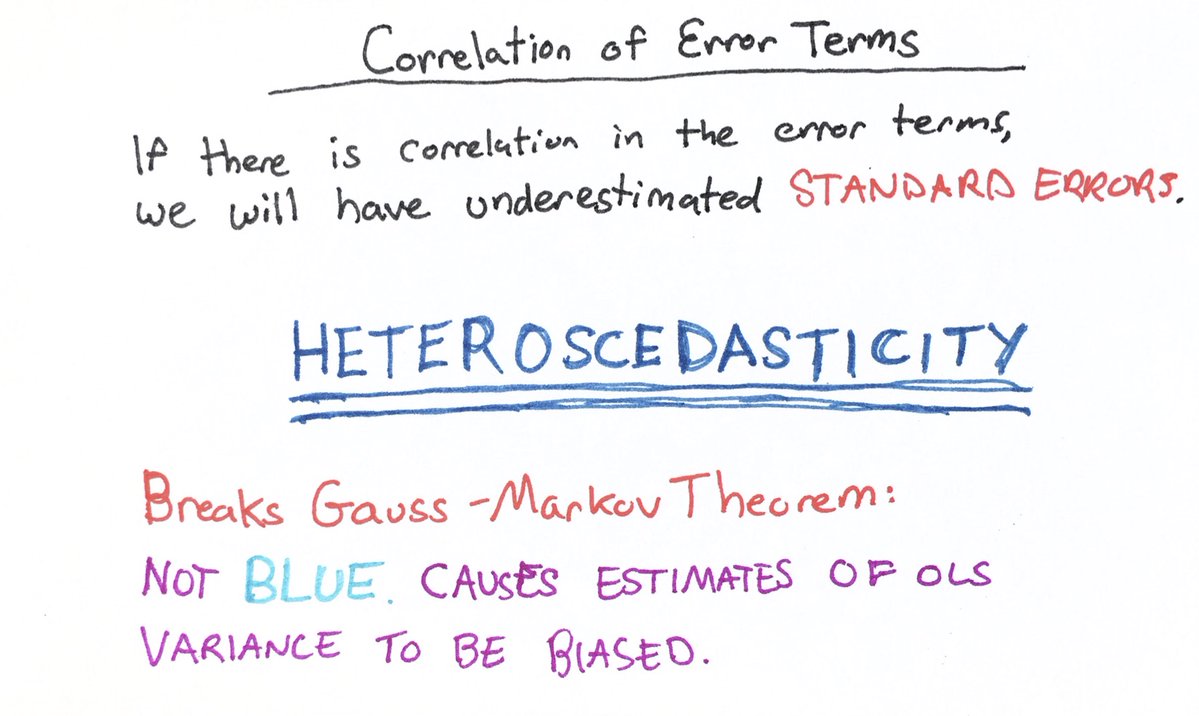 Correlation of Error Terms
If there is correlation in the error terms,
we will have underestimated STANDARD ERRORS.
HETEROSCEDASTICITY
Breaks Gauss-Markov Theorem:
NOT BLUE. CAUSES ESTIMATES OF OLS
VARIANCE TO BE BIASED.